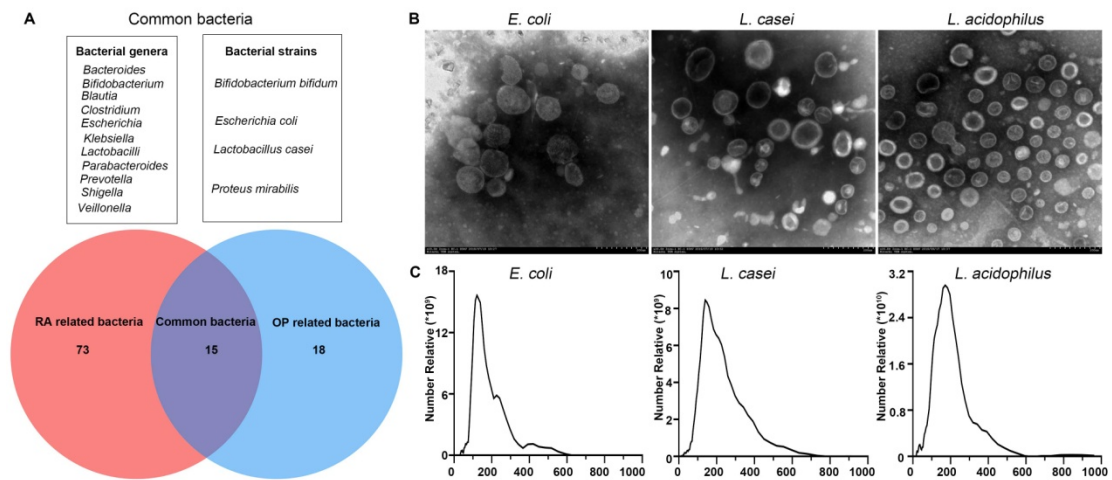 A
Common bacteria
Bacterial genera
Bacteroides
Bifidobacterium
Blautia
Clostridium
Escherichia
Klebsiella
Lactobacilli
Parabacteroides
Prevotella
Shigella
Veillonella
Bacterial strains
Bifidobacterium bifidum
Escherichia coli
Lactobacillus casei
Proteus mirabilis
RA related bacteria
73
Common bacteria
15
OP related bacteria
18
B
E. coli
L. casei
L. acidophilus
C
E. coli
Number Relative (*10⁹)
18
12
6
0
0 200 400 600 800 1000
L. casei
Number Relative (*10⁹)
10
8
6
4
2
0
0 200 400 600 800 1000
L. acidophilus
Number Relative (*10¹⁰)
3.2
2.4
1.6
0.8
0
0 200 400 600 800 1000